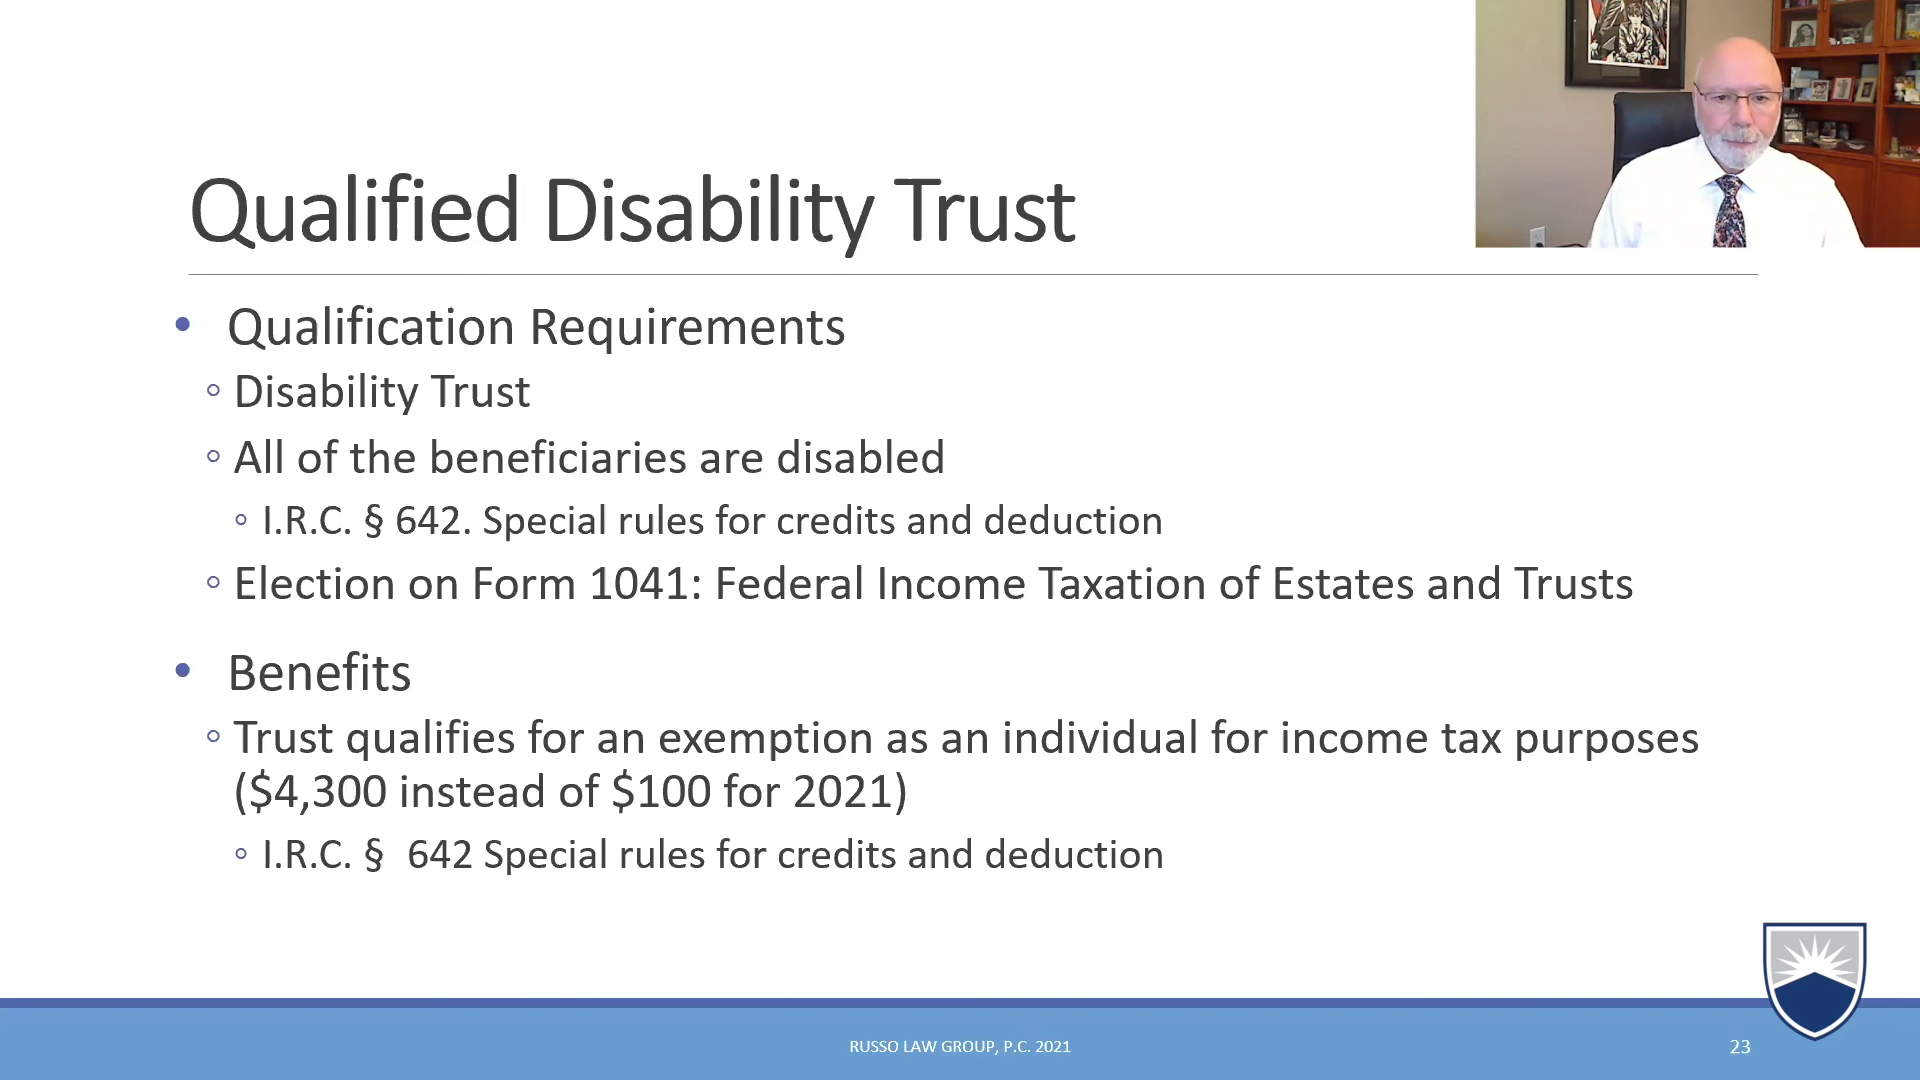 Qualified Disability Trust
• Qualification Requirements
◦ Disability Trust
◦ All of the beneficiaries are disabled
◦ I.R.C. § 642. Special rules for credits and deduction
◦ Election on Form 1041: Federal Income Taxation of Estates and Trusts
• Benefits
◦ Trust qualifies for an exemption as an individual for income tax purposes
($4,300 instead of $100 for 2021)
◦ I.R.C. §  642 Special rules for credits and deduction
RUSSO LAW GROUP, P.C. 2021
23